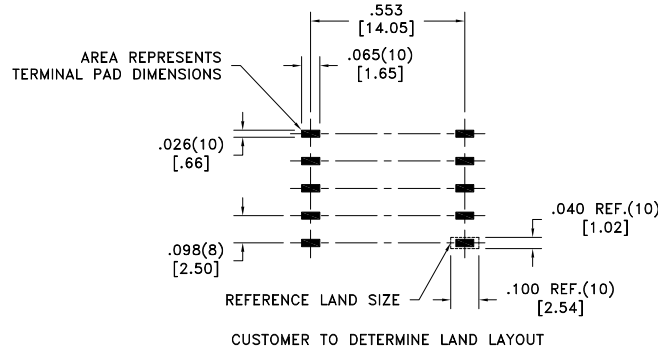 .553
[14.05]
AREA REPRESENTS
TERMINAL PAD DIMENSIONS
.065(10)
[1.65]
.026(10)
[.66]
.040 REF.(10)
[1.02]
.098(8)
[2.50]
REFERENCE LAND SIZE
.100 REF.(10)
[2.54]
CUSTOMER TO DETERMINE LAND LAYOUT